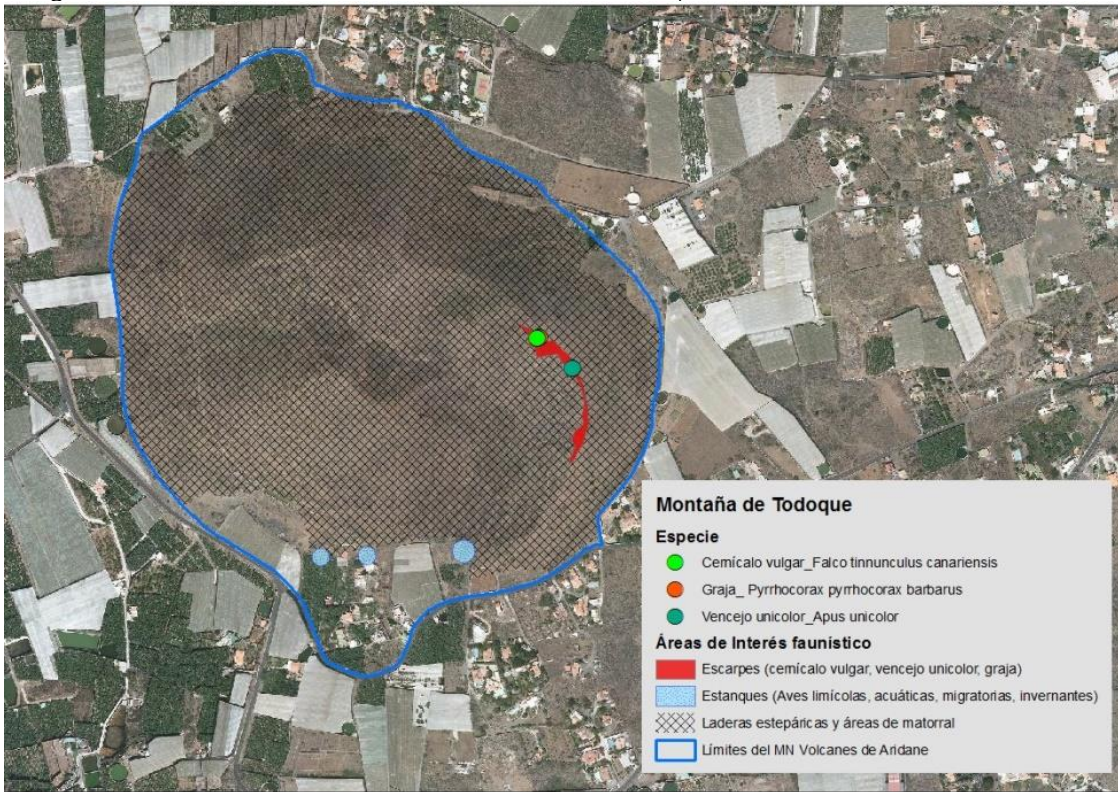 Montaña de Todoque
Especie
Cernícalo vulgar_Falco tinnunculus canariensis
Graja_ Pyrrhocorax pyrrhocorax barbarus
Vencejo unicolor_Apus unicolor
Áreas de Interés faunístico
Escarpes (cernícalo vulgar, vencejo unicolor, graja)
Estanques (Aves limícolas, acuáticas, migratorias, invernantes)
Laderas estepáricas y áreas de matorral
Límites del MN Volcanes de Aridane